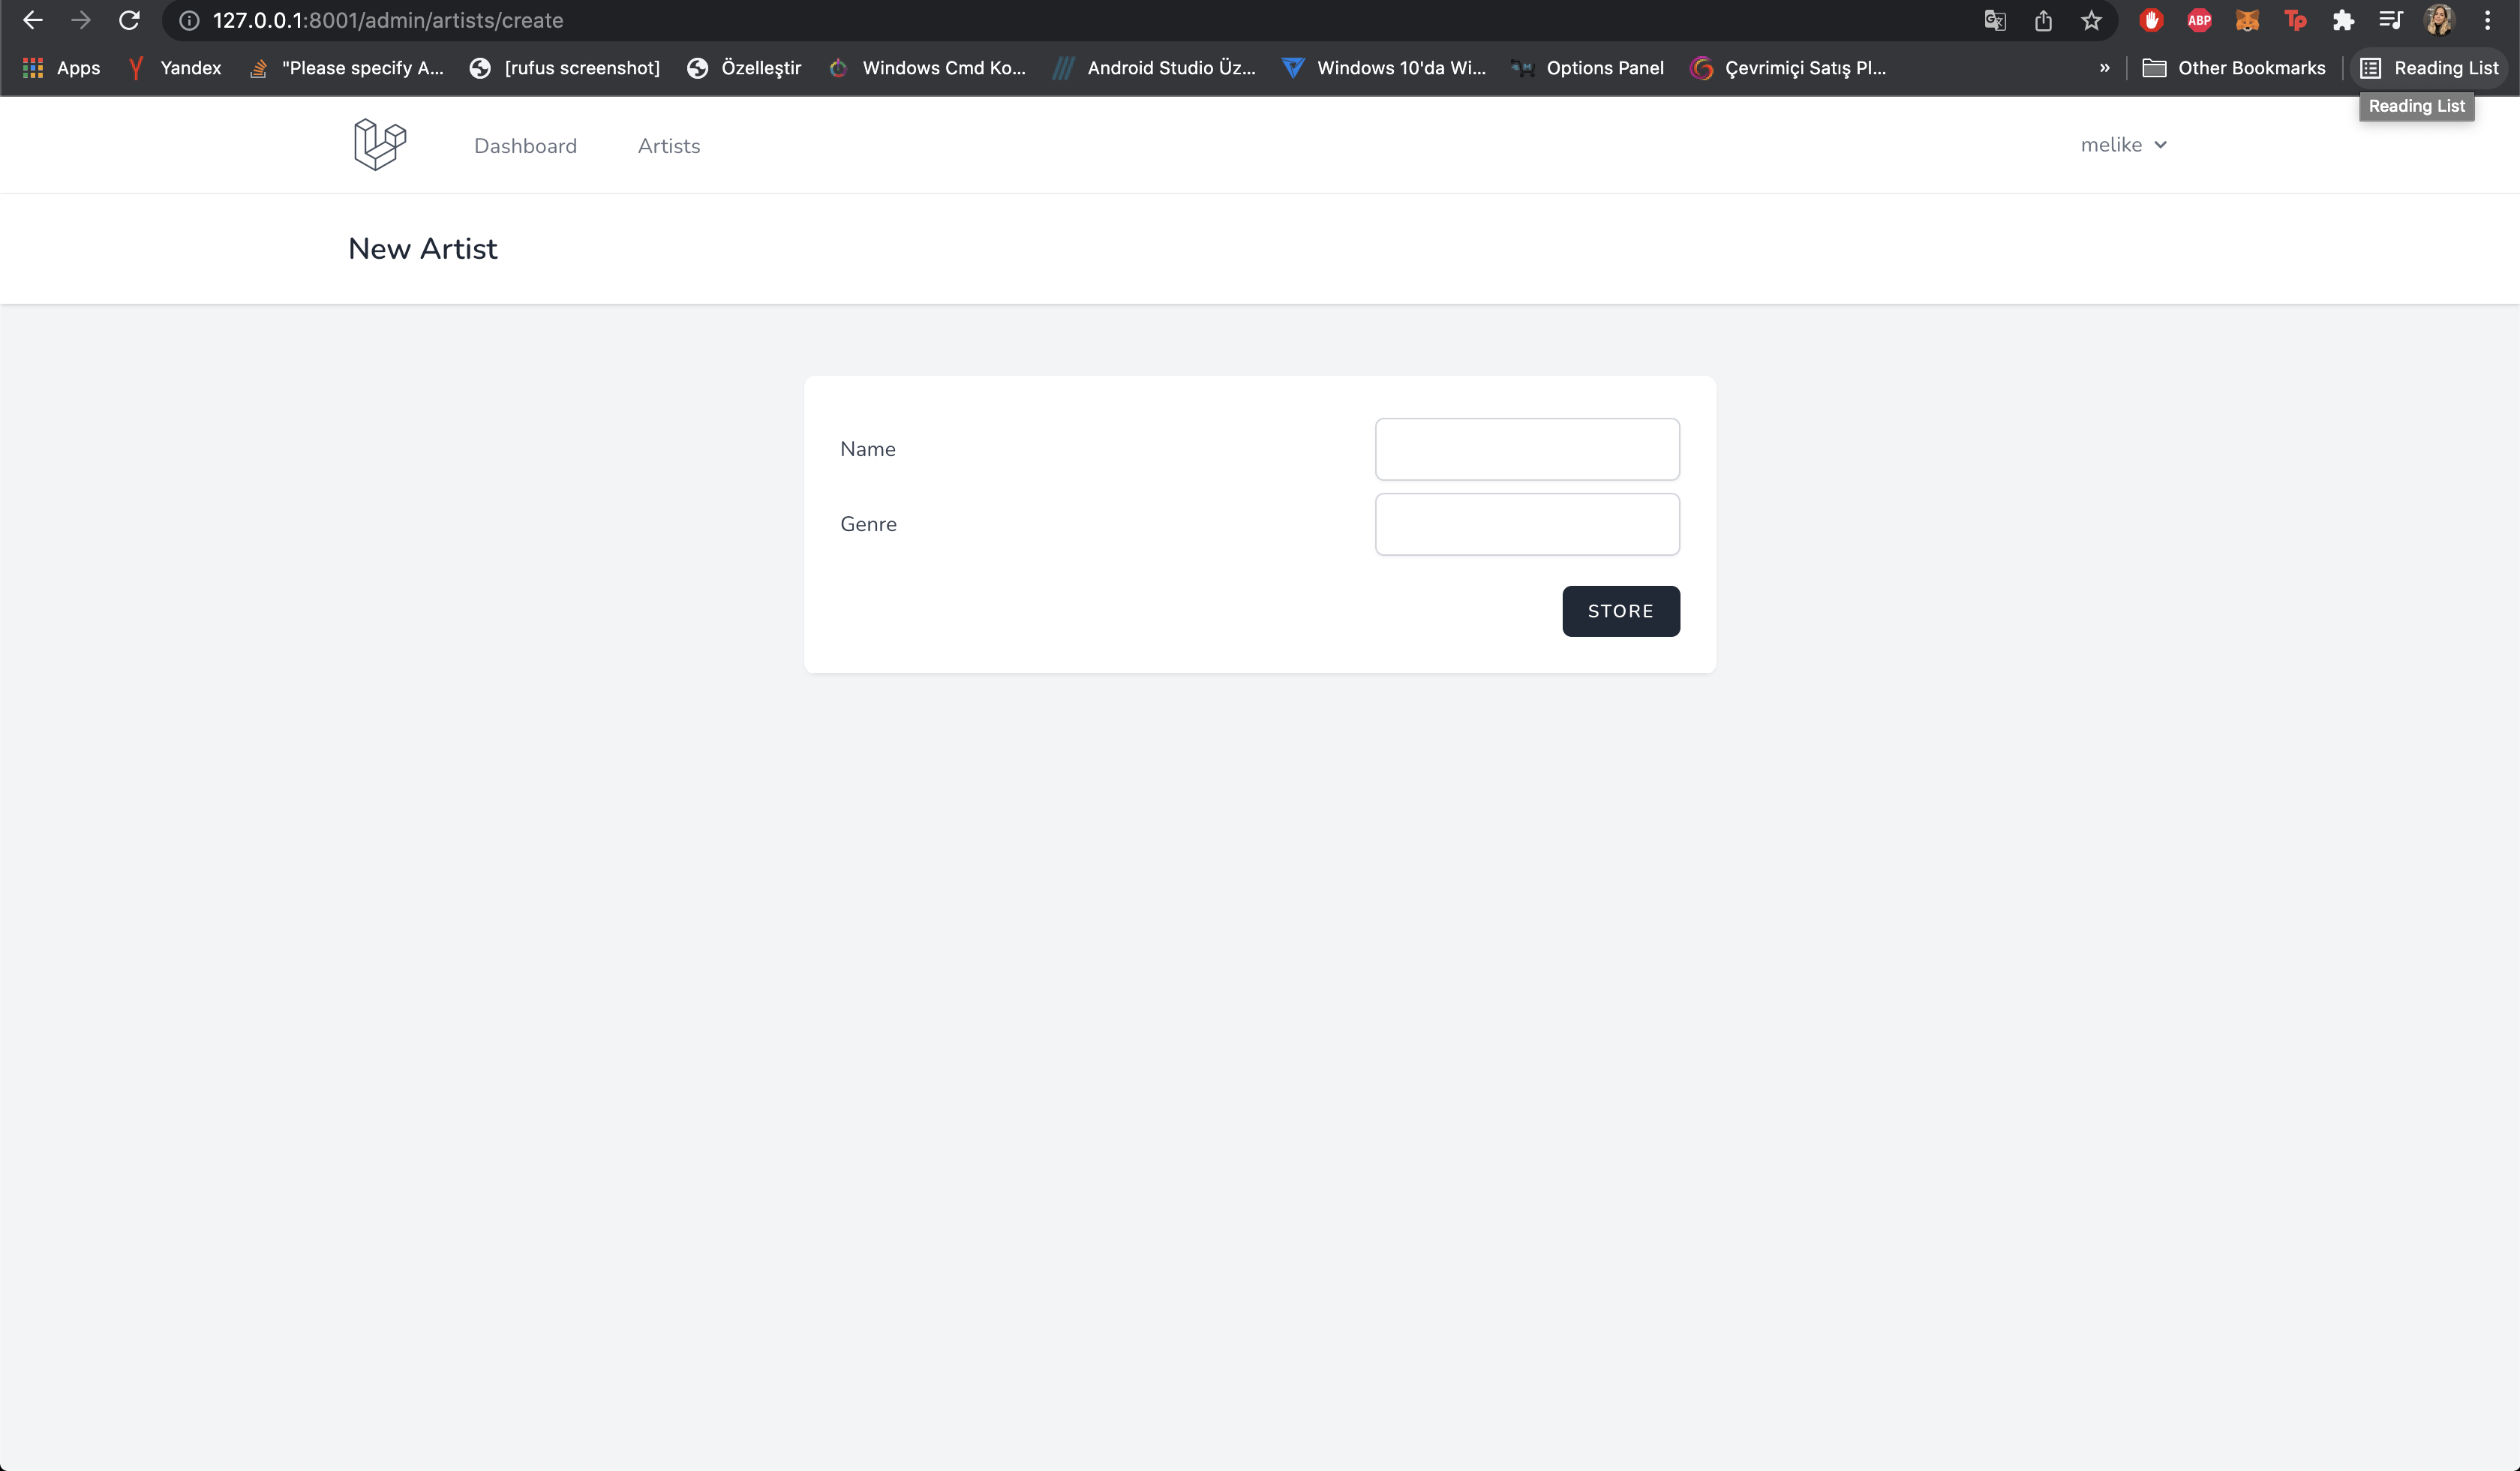 127.0.0.1:8001/admin/artists/create
ABP Tp
Apps Yandex "Please specify A... [rufus screenshot] Özelleştir Windows Cmd Ko... Android Studio Üz... Windows 10'da Wi... Options Panel Çevrimiçi Satış Pl... » Other Bookmarks Reading List
Reading List
Dashboard Artists melike
New Artist
Name
Genre
STORE